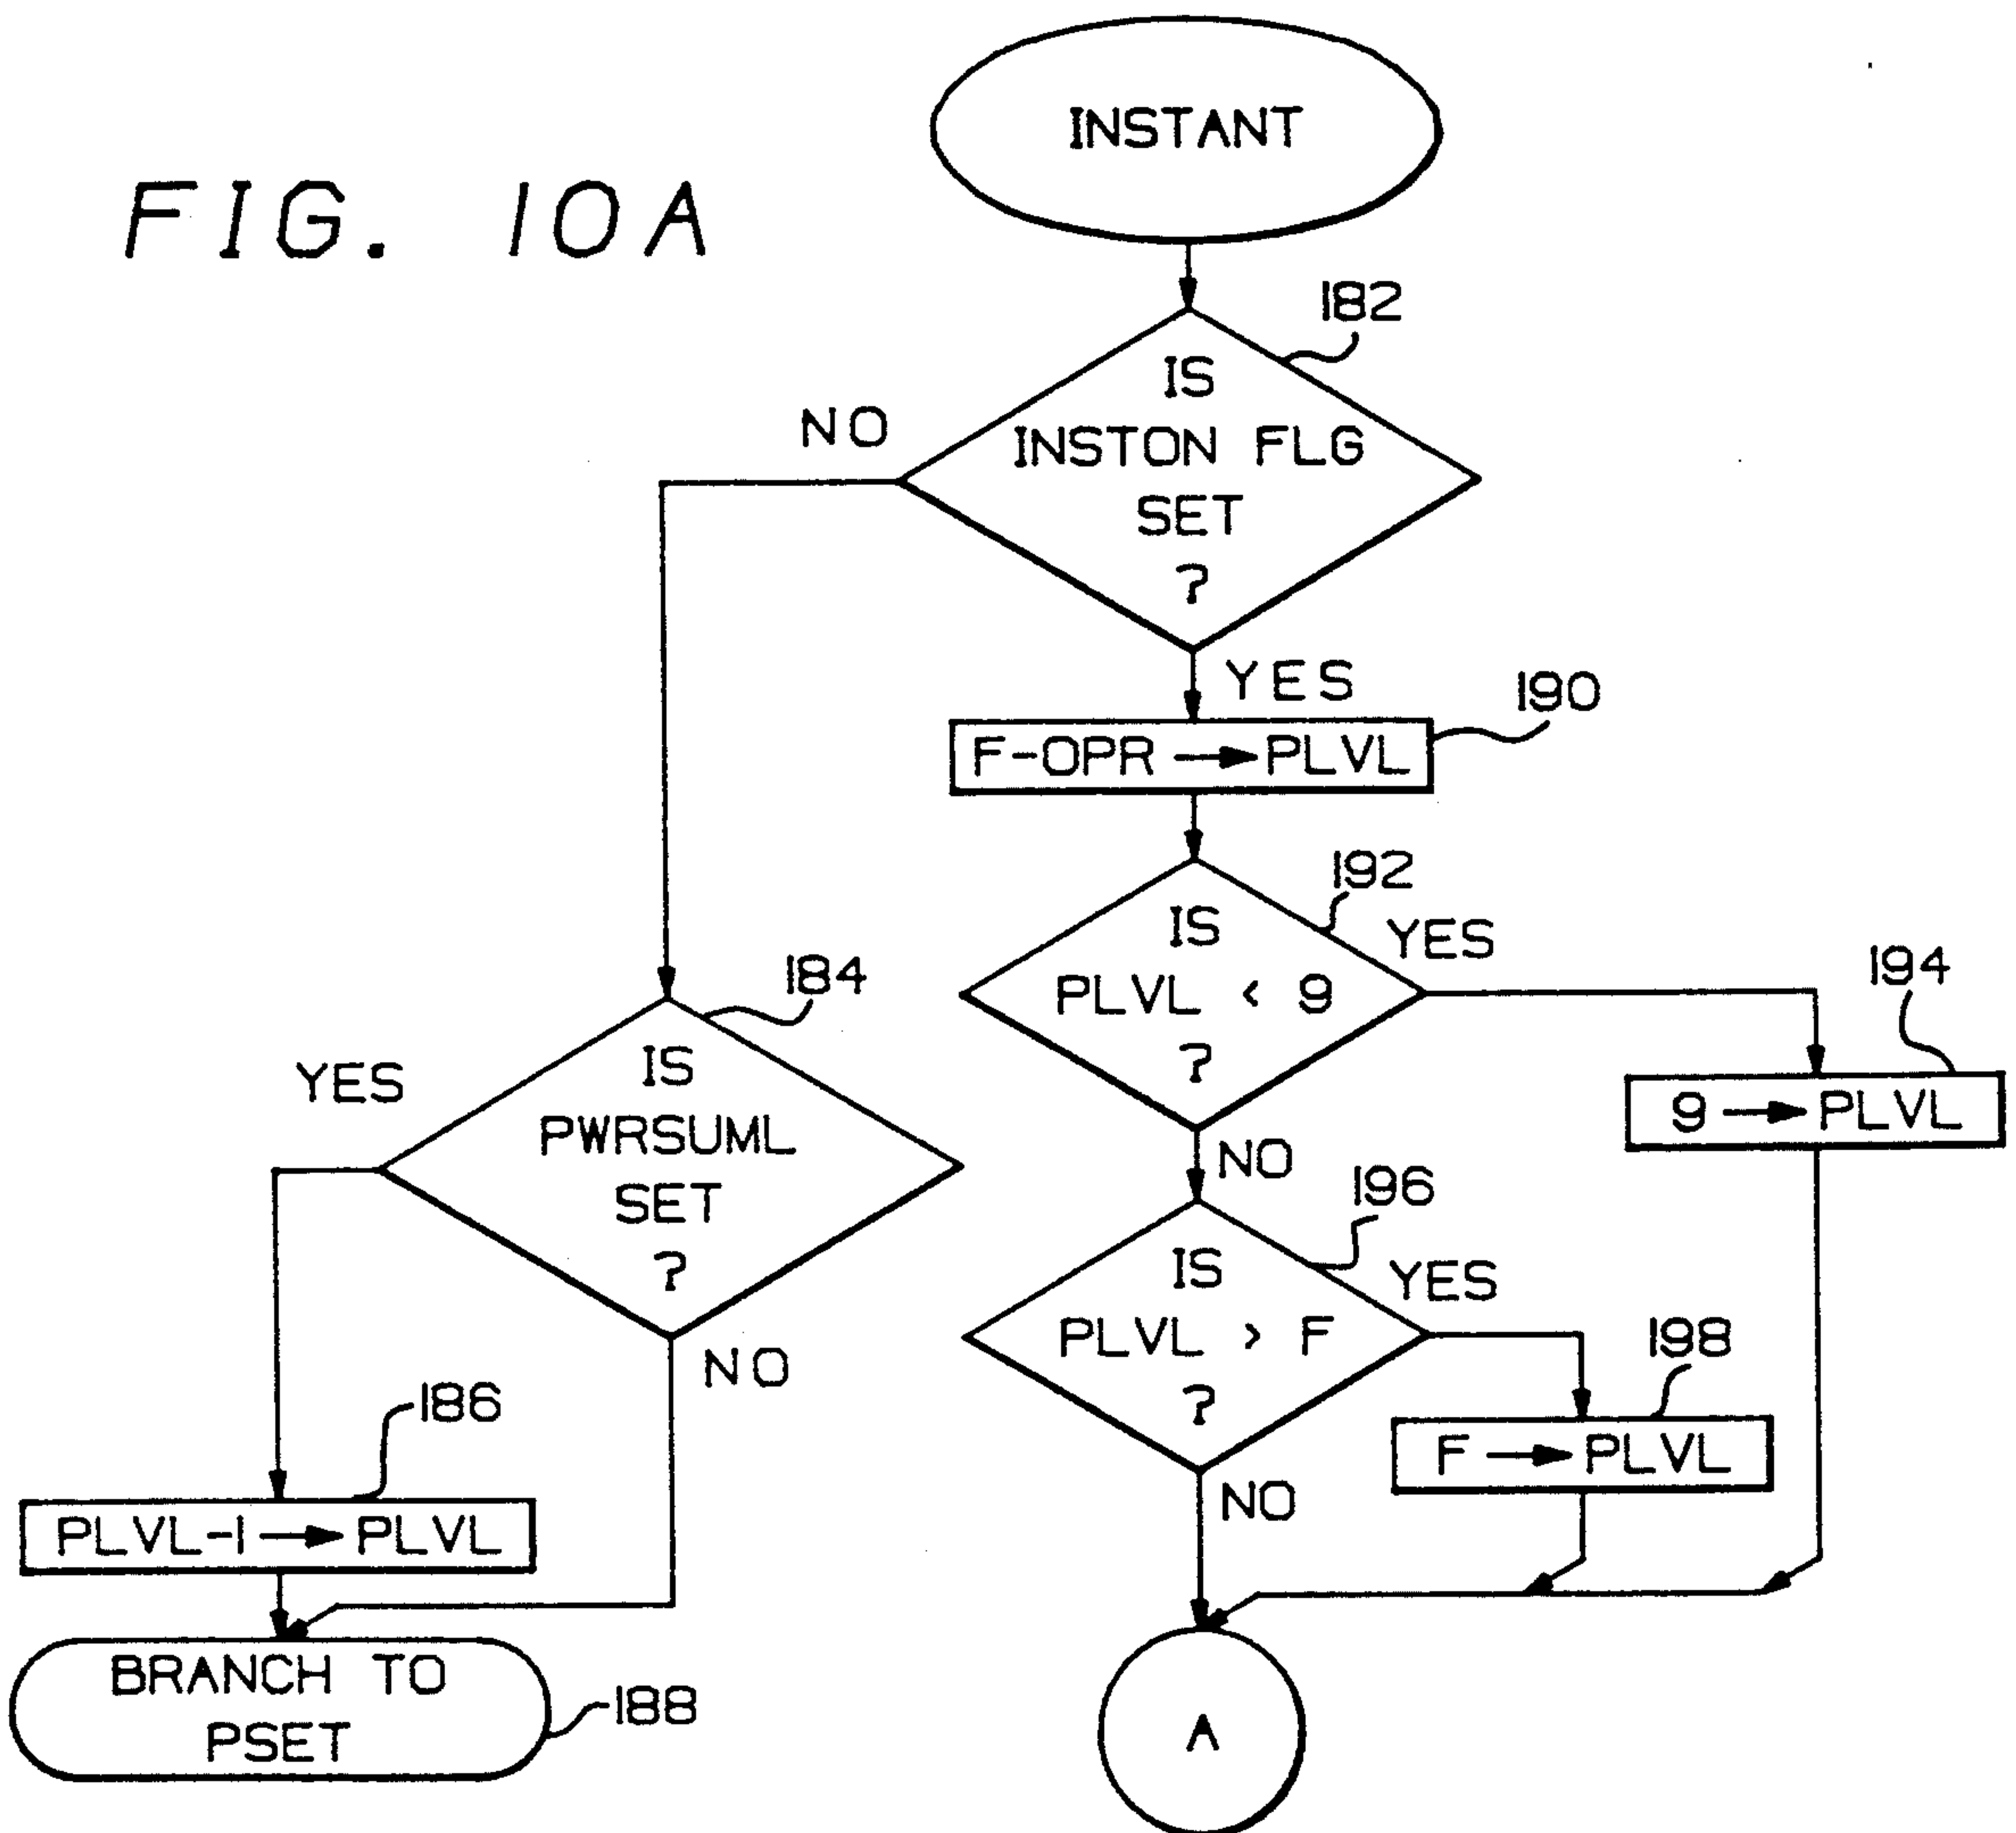 FIG. 10A
INSTANT
182
IS
INSTON FLG
SET
?
NO
YES
190
F-OPR → PLVL
192
IS
PLVL < 9
?
YES
NO
194
9 → PLVL
184
IS
PWRSUML
SET
?
YES
NO
196
IS
PLVL > F
?
YES
NO
198
F → PLVL
186
PLVL-1 → PLVL
BRANCH TO
PSET
188
A